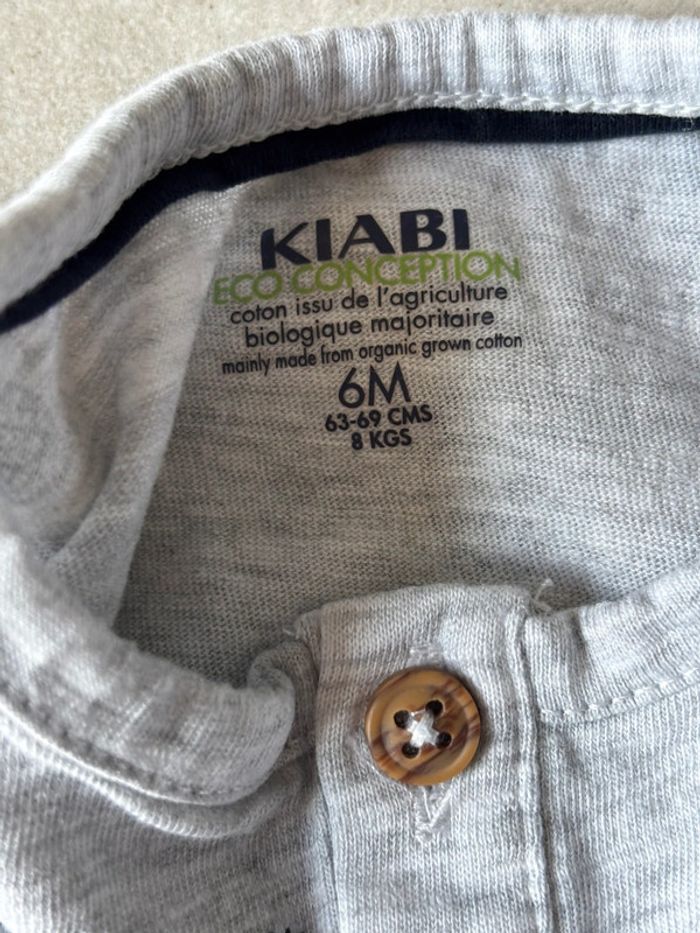 KIABI
ECO CONCEPTION
coton issu de l'agriculture
biologique majoritaire
mainly made from organic grown cotton
6M
63-69 CMS
8 KGS